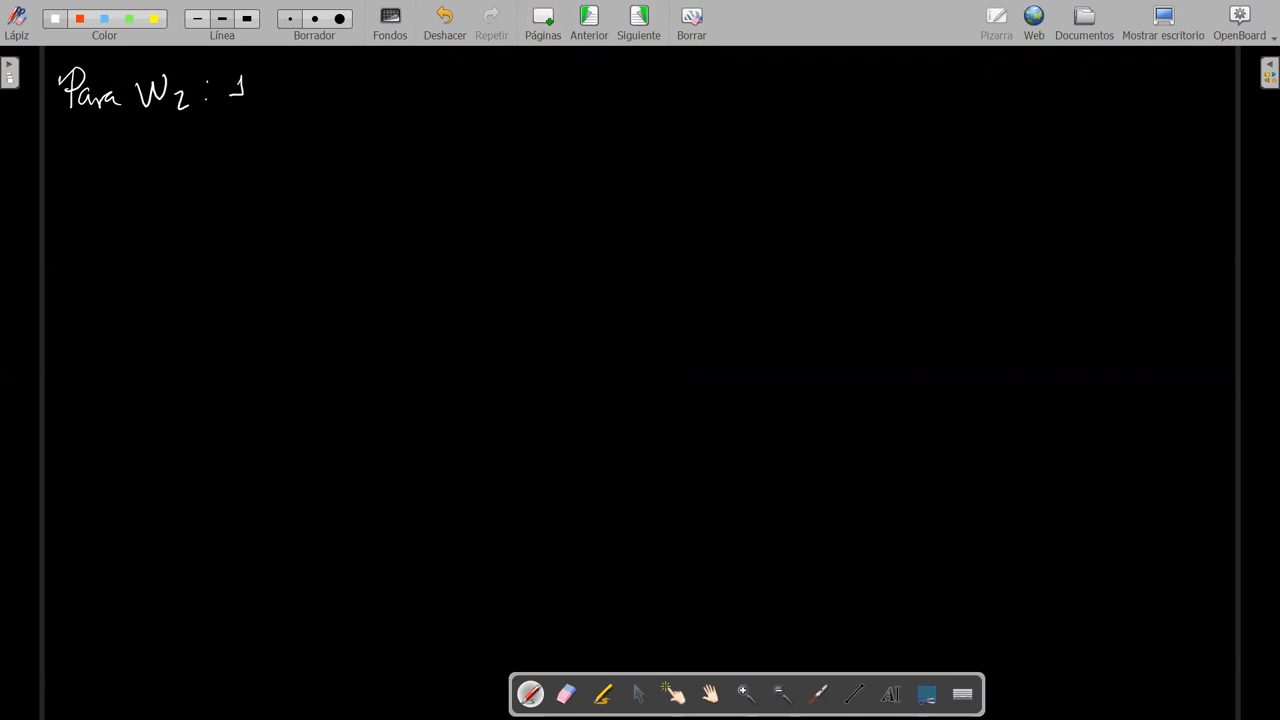 Lápiz Color Línea Borrador Fondos Deshacer Repetir Páginas Anterior Siguiente Borrar Pizarra Web Documentos Mostrar escritorio OpenBoard
Para W₂ : 1
AI